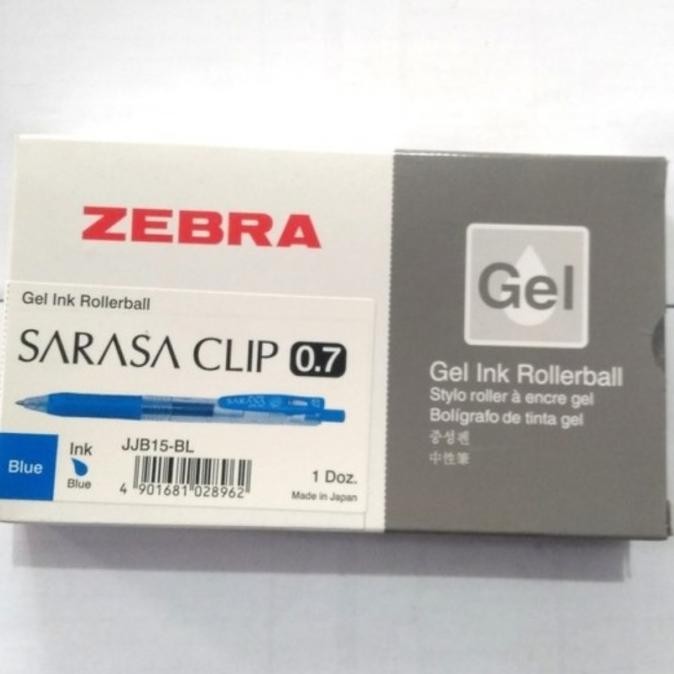 ZEBRA
Gel Ink Rollerball
SARASA CLIP 0.7
SARASA
Blue
Ink
Blue
JJB15-BL
4 901681 028962
1 Doz.
Made in Japan
Gel
Gel Ink Rollerball
Stylo roller à encre gel
Bolígrafo de tinta gel
중성펜
中性筆